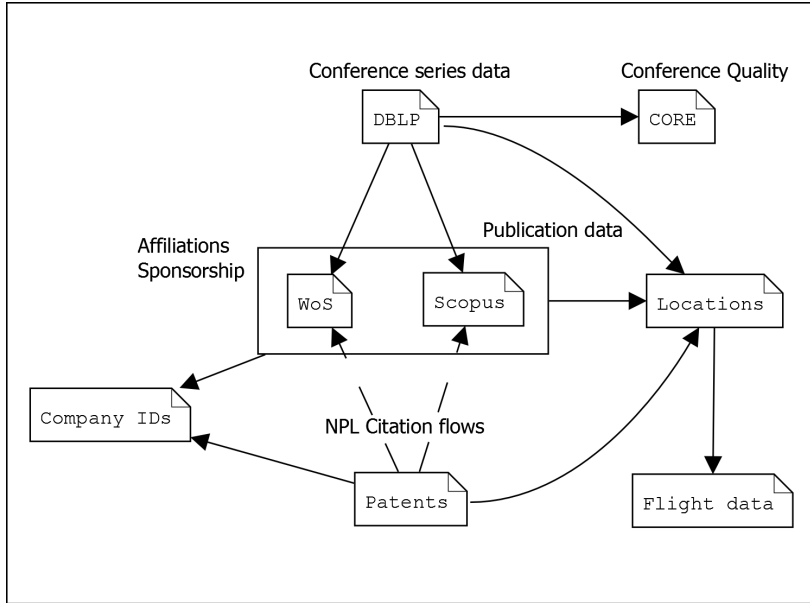 Conference series data
Conference Quality
DBLP
CORE
Affiliations
Sponsorship
Publication data
WoS
Scopus
Locations
Company IDs
NPL Citation flows
Patents
Flight data